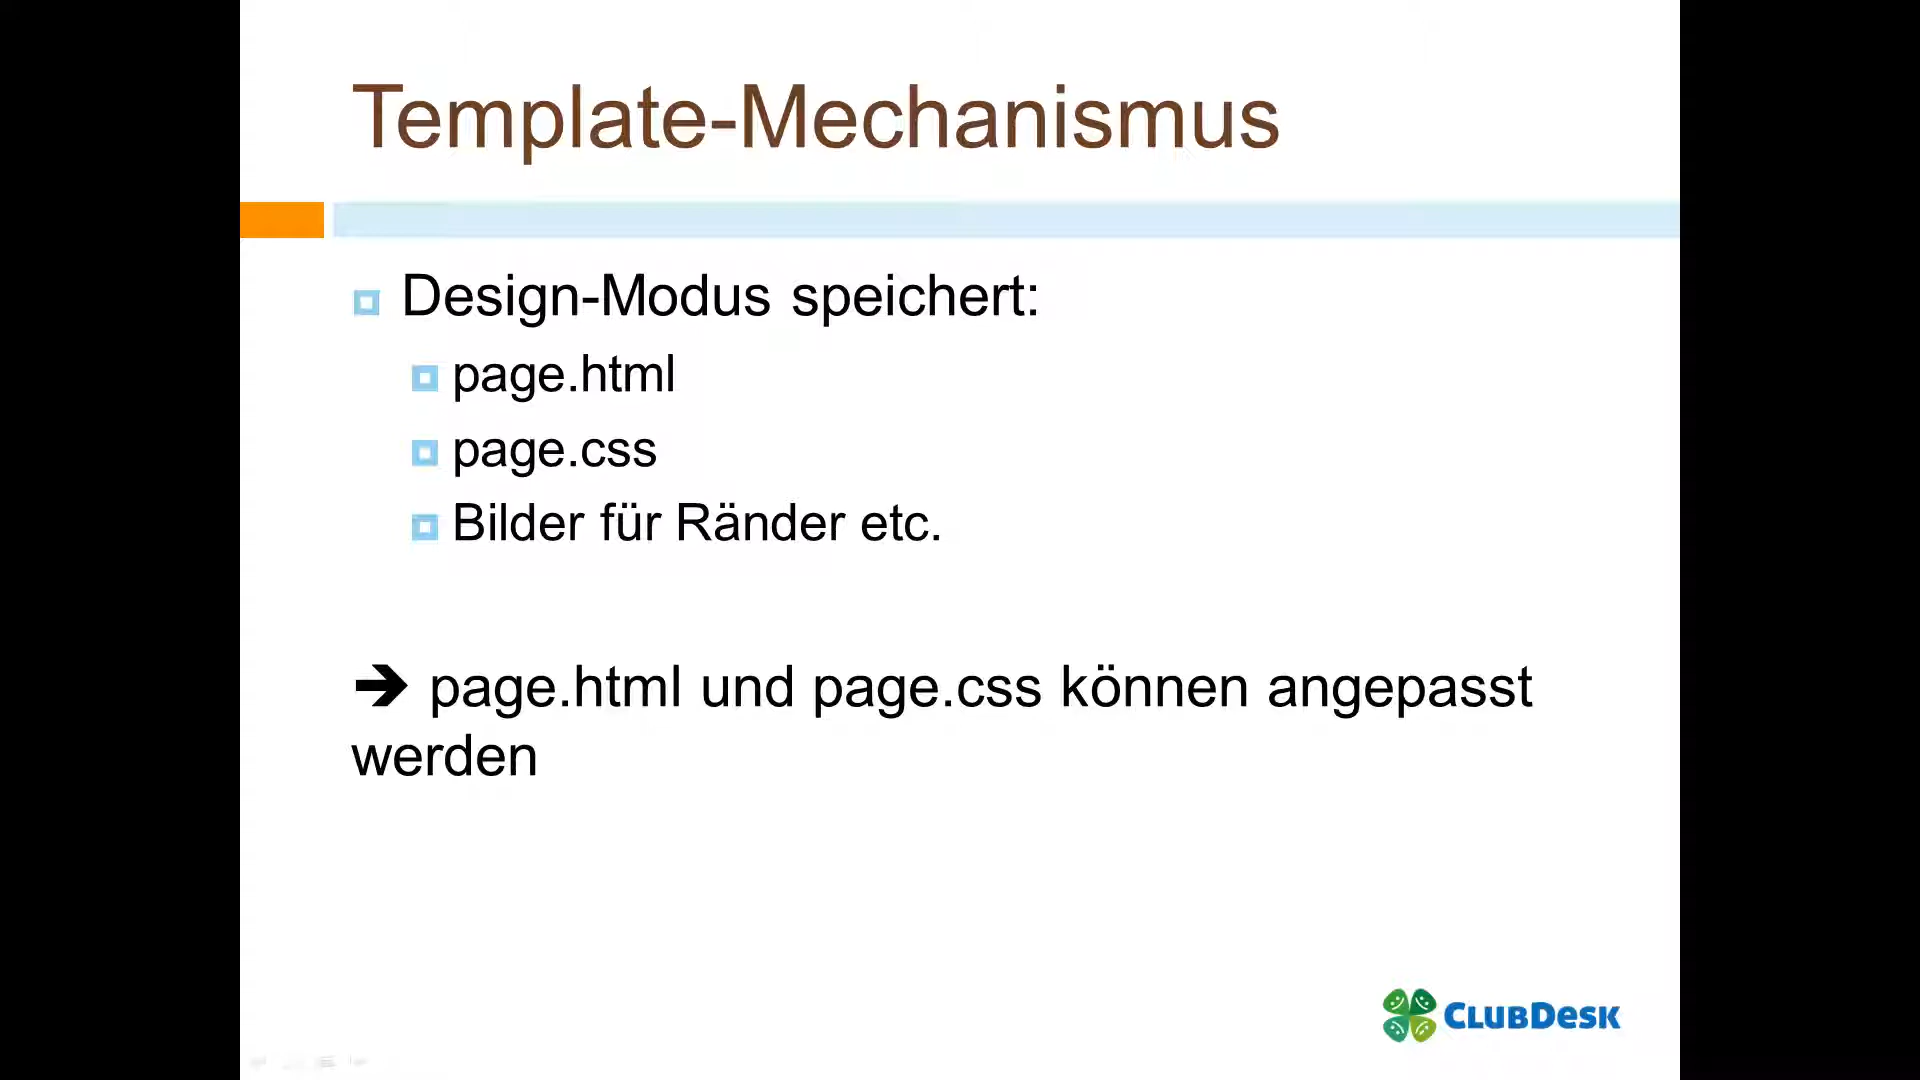 Template-Mechanismus
Design-Modus speichert:
page.html
page.css
Bilder für Ränder etc.
➔ page.html und page.css können angepasst
werden
CLUBDESK